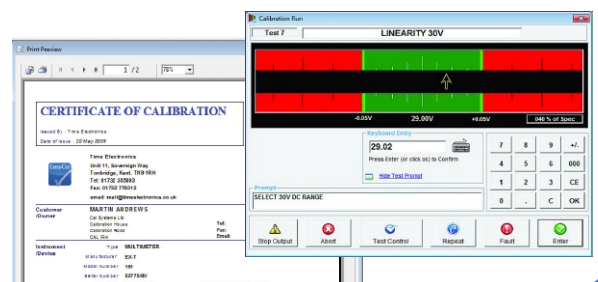 Calibration Run
Test 7
LINEARITY 30V
-0.05V
29.00V
+0.05V
040 % of Spec
Keyboard Entry
29.02
Press Enter (or click ok) to Confirm
Hide Test Prompt
Prompt
SELECT 30V DC RANGE
7 8 9 +/-
4 5 6 000
1 2 3 CE
0 . C OK
Stop Output
Abort
Test Control
Repeat
Fault
Enter
Print Preview
1 / 2
78%
CERTIFICATE OF CALIBRATION
Issued By : Time Electronics
Date of Issue : 20 May 2009
EasyCal
Time Electronics
Unit 11, Sovereign Way
Tonbridge, Kent. TN9 1RH
Tel: 01732 355993
Fax: 01732 770312
email: mail@timeelectronics.co.uk
Customer
/Owner
MARTIN ANDREWS
Cal Systems Ltd
Calibration House
Calibration Road
CAL RH
Tel:
Fax:
Email:
Instrument
/Device
Type MULTIMETER
Manufacturer EX-T
Model Number
Serial Number